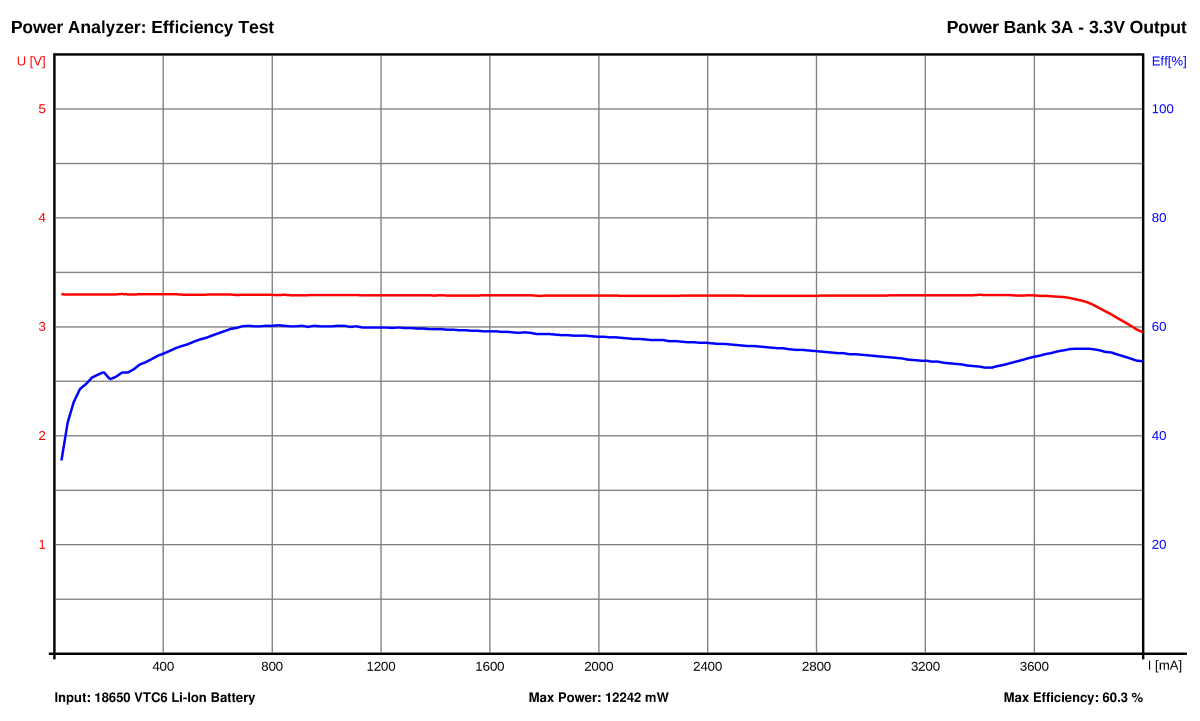 Power Analyzer: Efficiency Test
Power Bank 3A - 3.3V Output
U [V]
Eff[%]
5
100
4
80
3
60
2
40
1
20
400 800 1200 1600 2000 2400 2800 3200 3600 I [mA]
Input: 18650 VTC6 Li-Ion Battery
Max Power: 12242 mW
Max Efficiency: 60.3 %